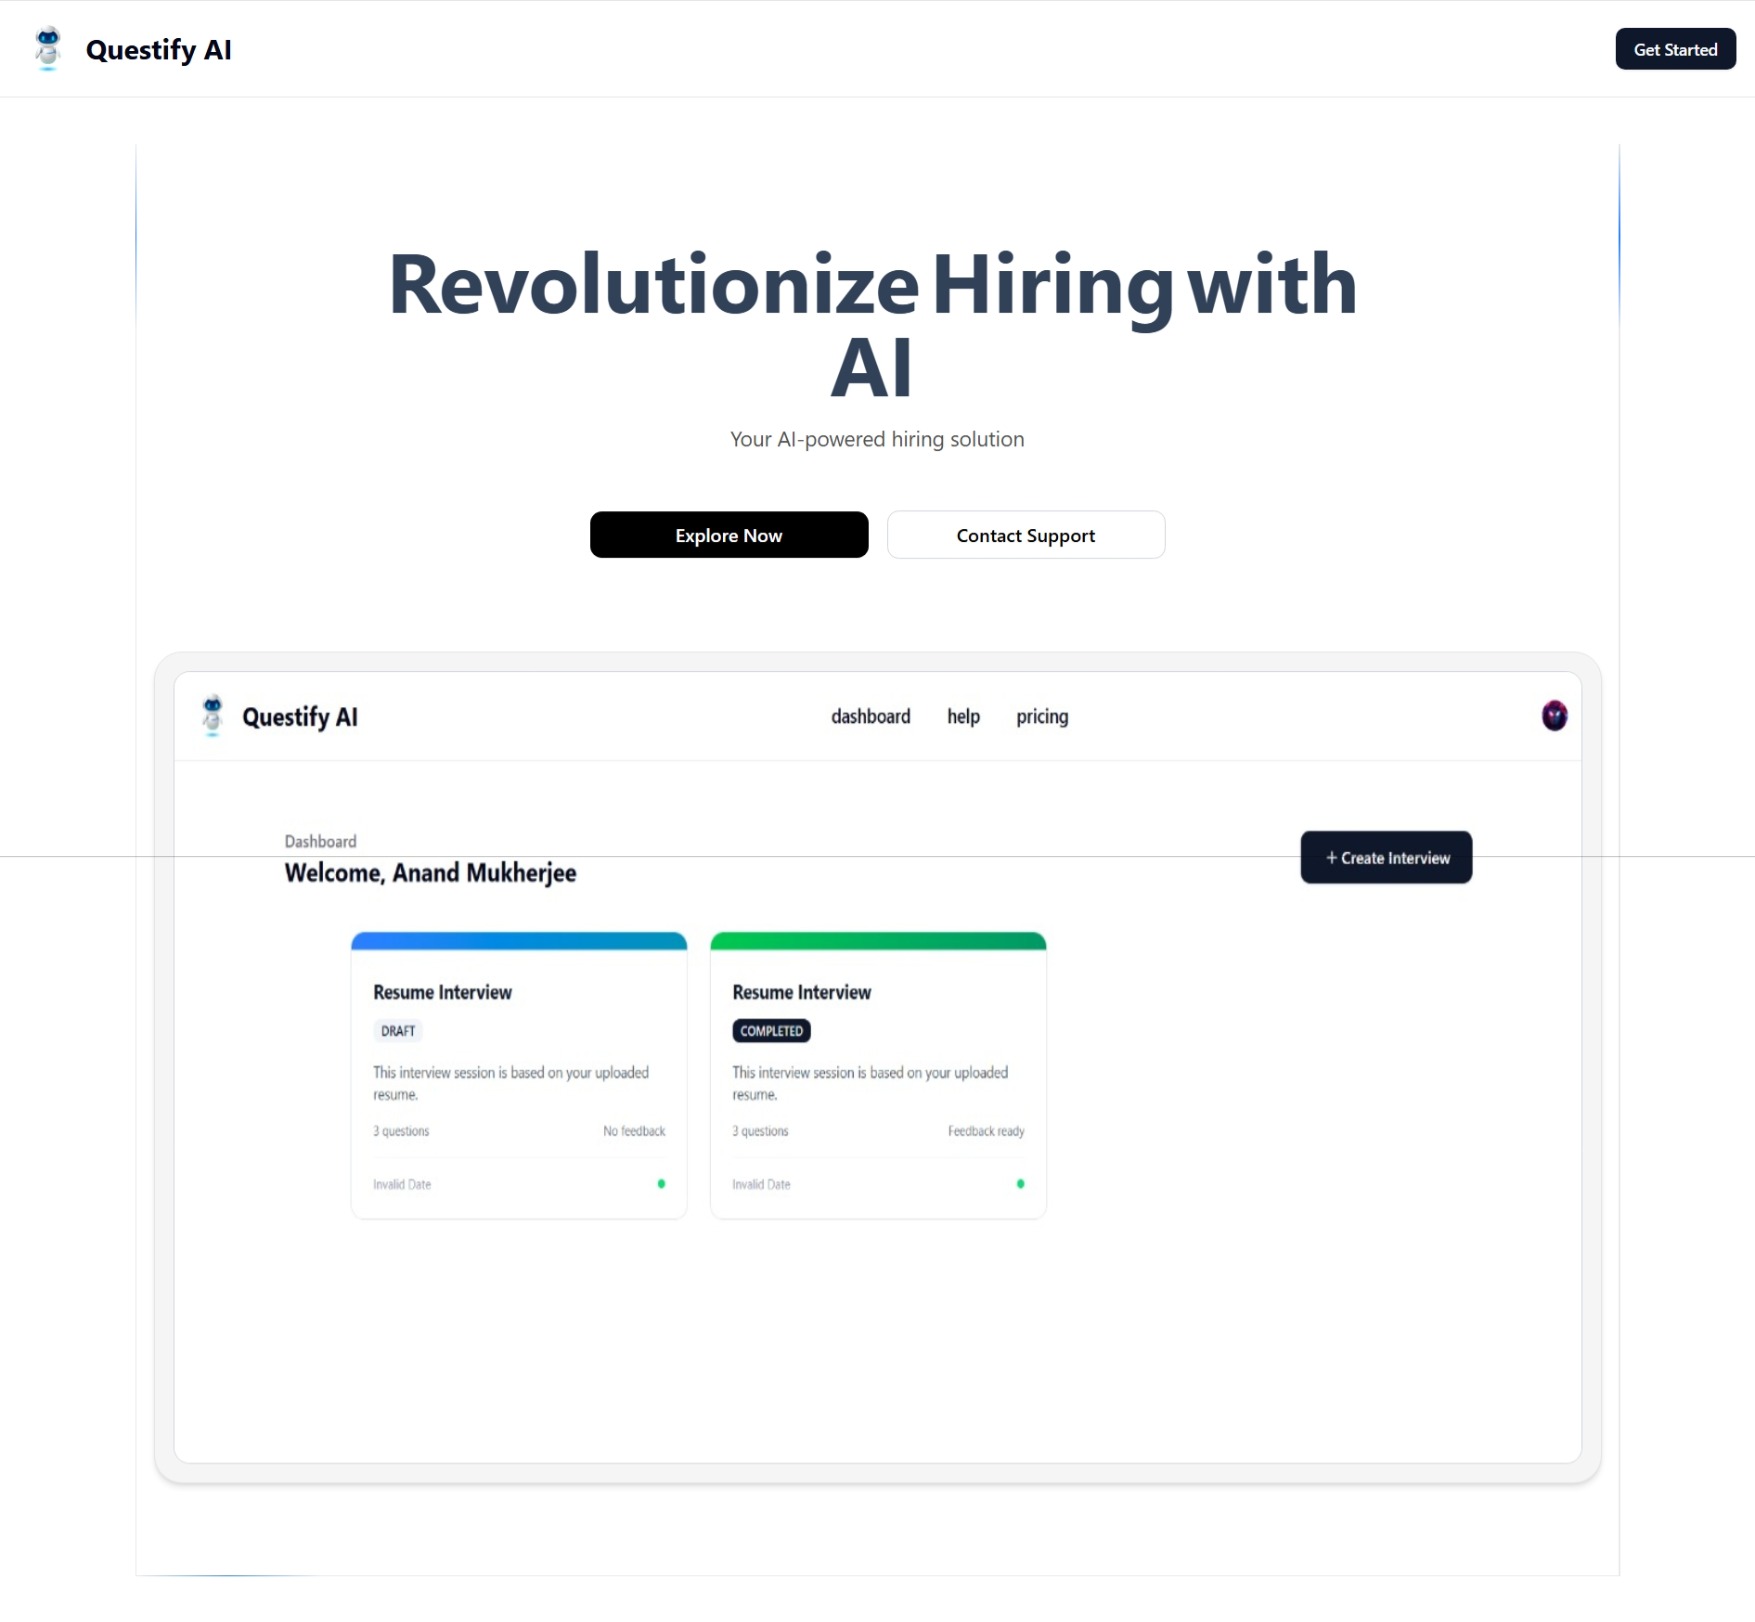 Questify AI
Get Started
Revolutionize Hiring with
AI
Your AI-powered hiring solution
Explore Now
Contact Support
Questify AI
dashboard
help
pricing
Dashboard
Welcome, Anand Mukherjee
+ Create Interview
Resume Interview
DRAFT
This interview session is based on your uploaded
resume.
3 questions
No feedback
Invalid Date
Resume Interview
COMPLETED
This interview session is based on your uploaded
resume.
3 questions
Feedback ready
Invalid Date